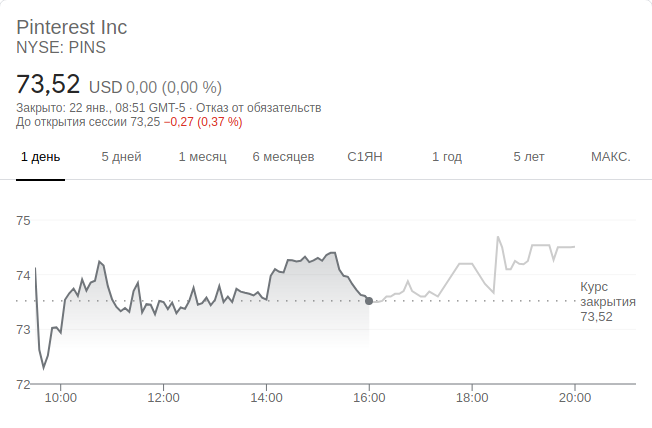 Pinterest Inc
NYSE: PINS
73,52 USD 0,00 (0,00 %)
Закрыто: 22 янв., 08:51 GMT-5 · Отказ от обязательств
До открытия сессии 73,25 −0,27 (0,37 %)
1 день 5 дней 1 месяц 6 месяцев С1ЯН 1 год 5 лет МАКС.
75
74
Курс
закрытия
73,52
73
72
10:00 12:00 14:00 16:00 18:00 20:00